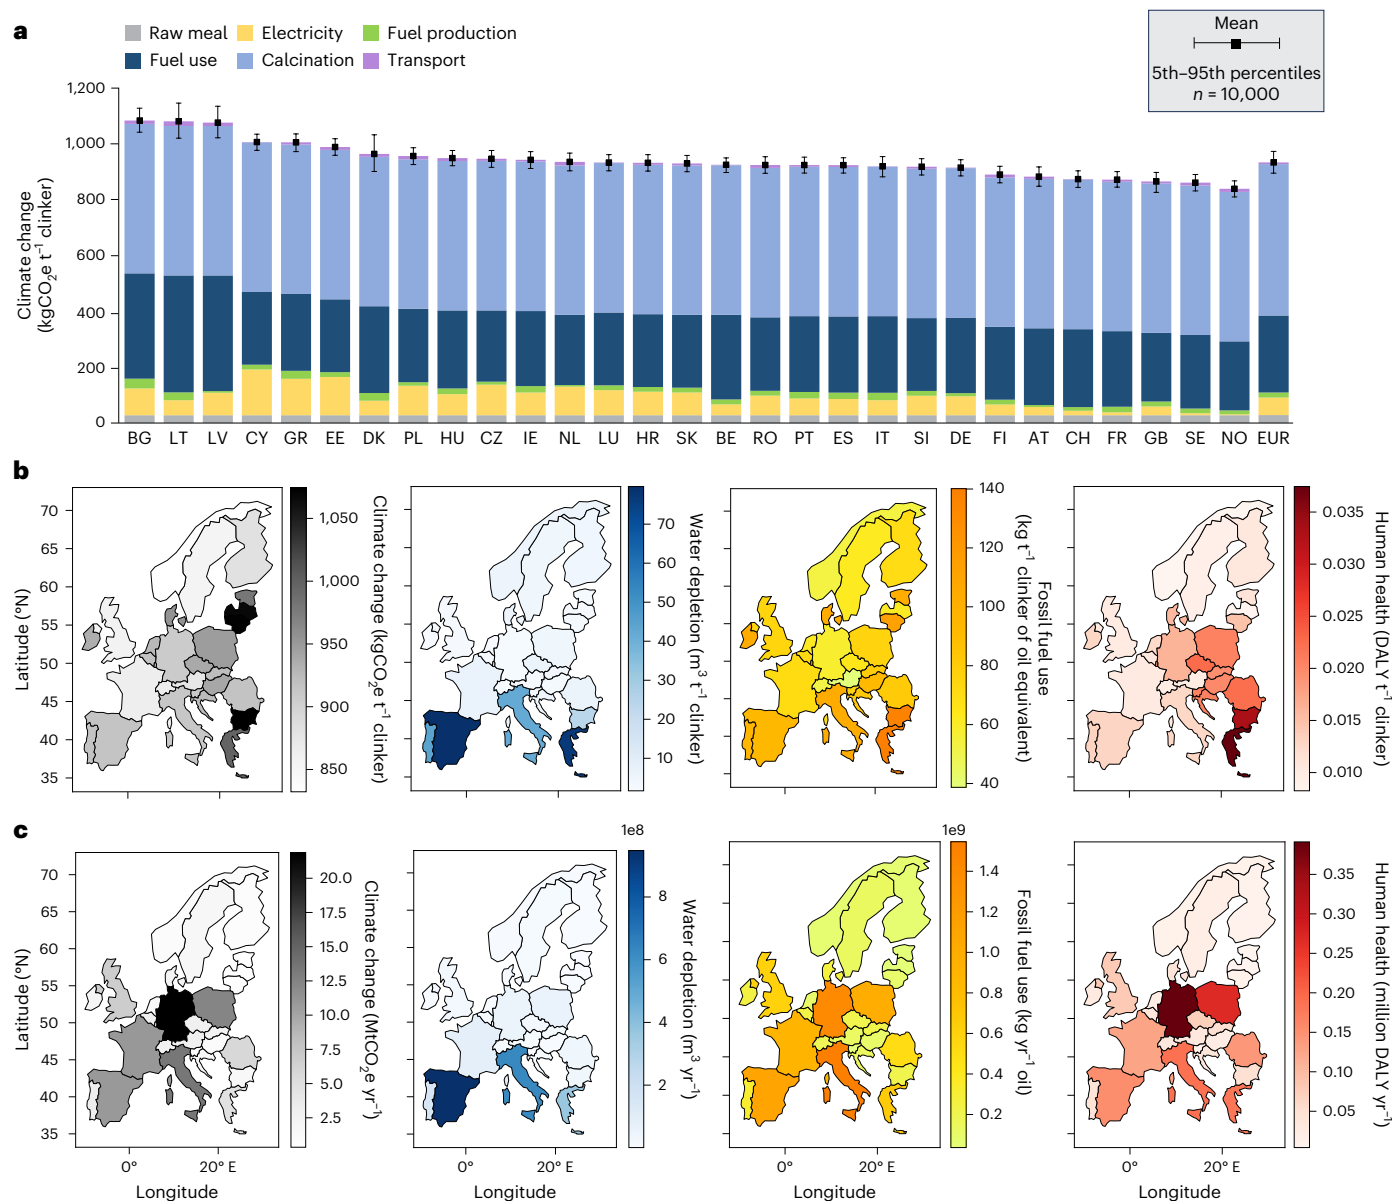 a
Raw meal Electricity Fuel production
Fuel use Calcination Transport
Mean
5th–95th percentiles
n = 10,000
Climate change
(kgCO₂e t⁻¹ clinker)
1,200
1,000
800
600
400
200
0
BG LT LV CY GR EE DK PL HU CZ IE NL LU HR SK BE RO PT ES IT SI DE FI AT CH FR GB SE NO EUR
b
Latitude (°N)
70
65
60
55
50
45
40
35
1,050
1,000
950
900
850
Climate change (kgCO₂e t⁻¹ clinker)
70
60
50
40
30
20
10
Water depletion (m³ t⁻¹ clinker)
140
120
100
80
60
40
Fossil fuel use
(kg t⁻¹ clinker of oil equivalent)
0.035
0.030
0.025
0.020
0.015
0.010
Human health (DALY t⁻¹ clinker)
c
Latitude (°N)
70
65
60
55
50
45
40
35
0° 20° E
Longitude
20.0
17.5
15.0
12.5
10.0
7.5
5.0
2.5
Climate change (MtCO₂e yr⁻¹)
0° 20° E
Longitude
1e8
8
6
4
2
Water depletion (m³ yr⁻¹)
0° 20° E
Longitude
1e9
1.4
1.2
1.0
0.8
0.6
0.4
0.2
Fossil fuel use (kg yr⁻¹ oil)
0° 20° E
Longitude
0.35
0.30
0.25
0.20
0.15
0.10
0.05
Human health (million DALY yr⁻¹)